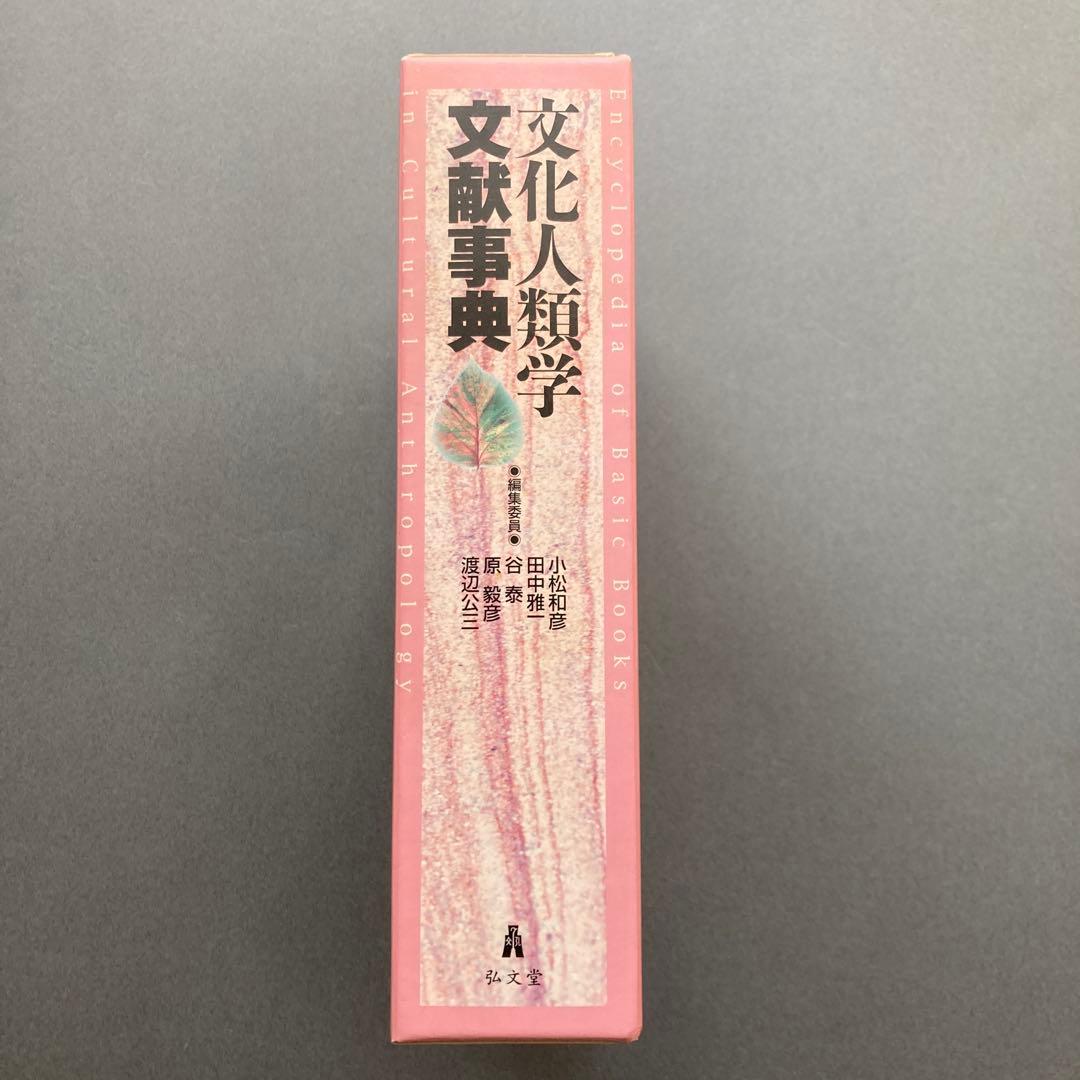 Encyclopedia of Basic Books
in Cultural Anthropology
文化人類学
文献事典
◉編集委員◉
小松和彦
田中雅一
谷 泰
原 毅彦
渡辺公三
弘文堂